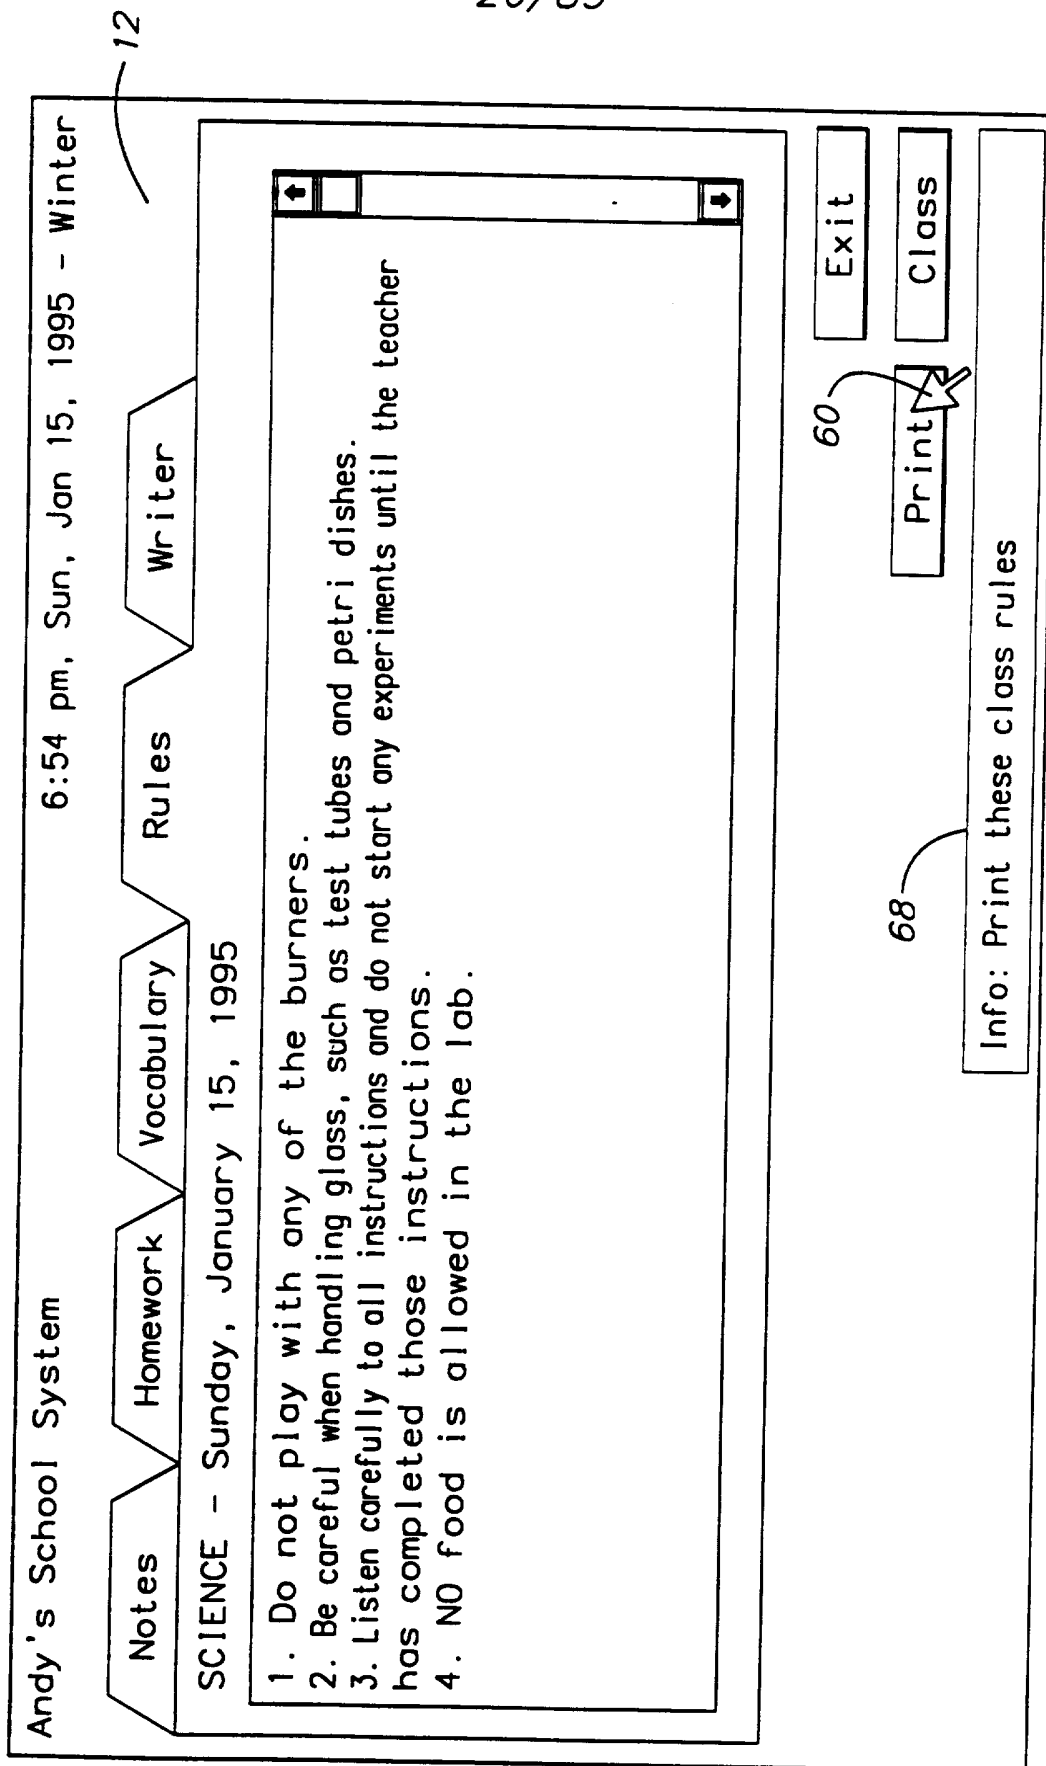 Andy's School System 6:54 pm, Sun, Jan 15, 1995 - Winter
12
Notes Homework Vocabulary Rules Writer
SCIENCE - Sunday, January 15, 1995
1. Do not play with any of the burners.
2. Be careful when handling glass, such as test tubes and petri dishes.
3. Listen carefully to all instructions and do not start any experiments until the teacher
has completed those instructions.
4. NO food is allowed in the lab.
Exit
60
Print Class
68
Info: Print these class rules